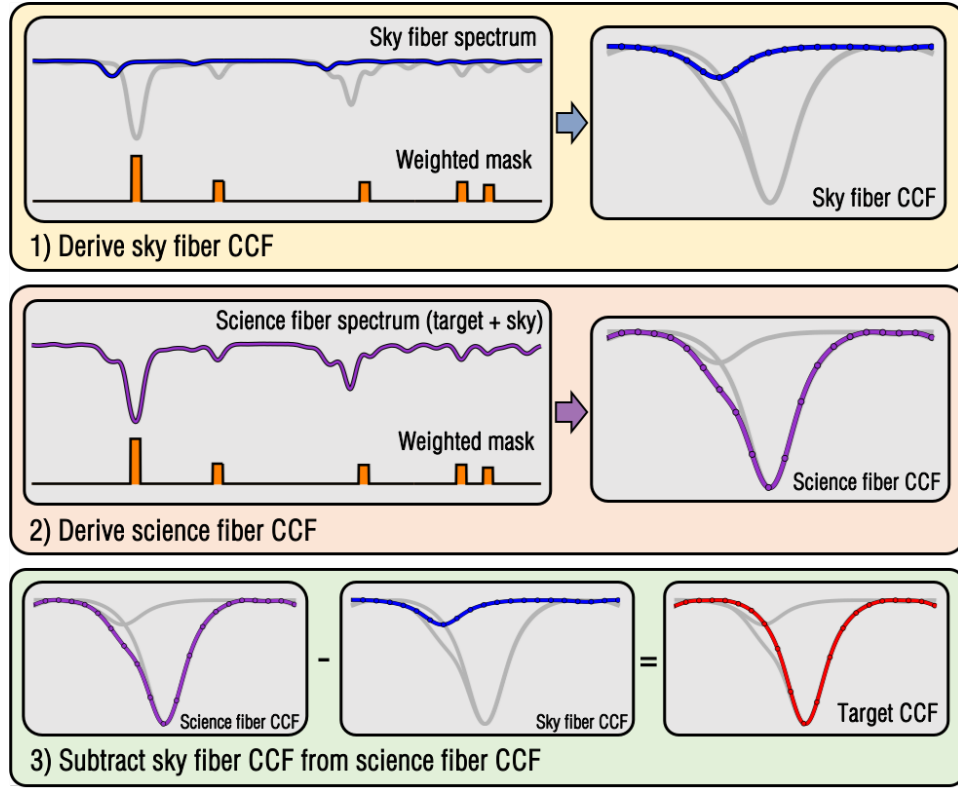 Sky fiber spectrum
Weighted mask
Sky fiber CCF
1) Derive sky fiber CCF
Science fiber spectrum (target + sky)
Weighted mask
Science fiber CCF
2) Derive science fiber CCF
Science fiber CCF
-
Sky fiber CCF
=
Target CCF
3) Subtract sky fiber CCF from science fiber CCF